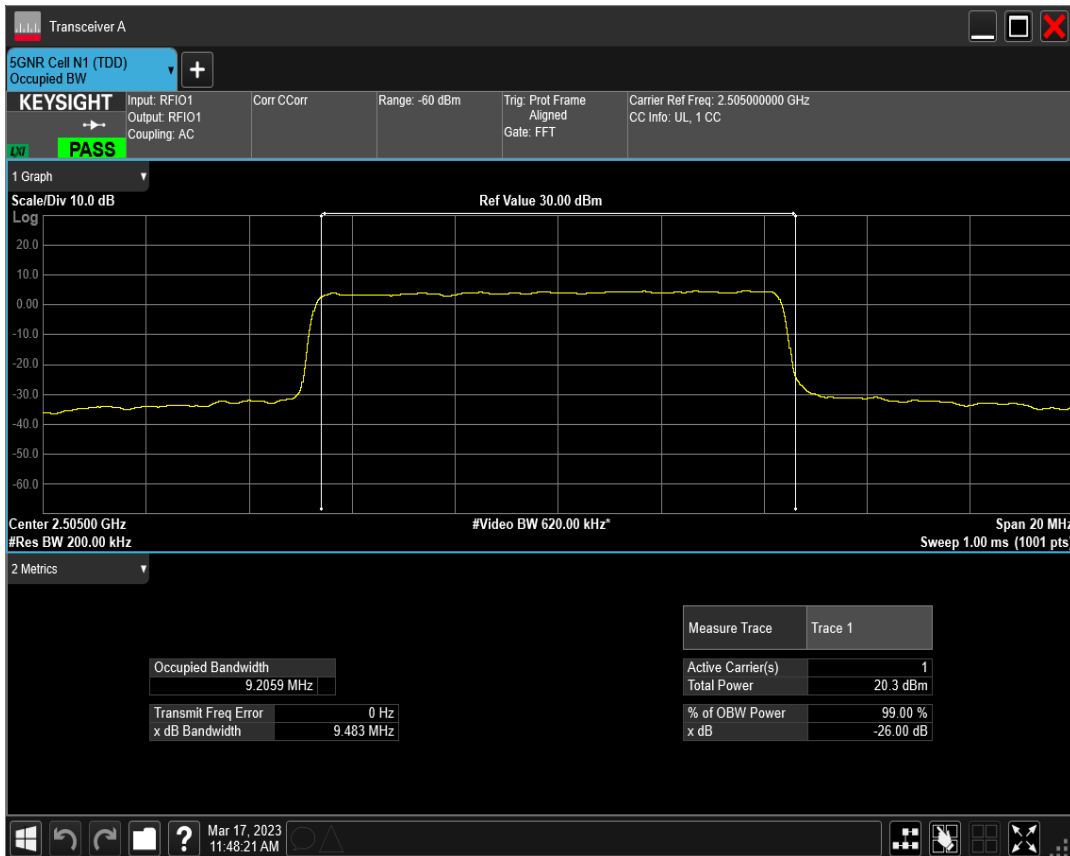 Transceiver A
5GNR Cell N1 (TDD)
Occupied BW
+
KEYSIGHT
LXI
PASS
Input: RFIO1
Output: RFIO1
Coupling: AC
Corr CCorr
Range: -60 dBm
Trig: Prot Frame
Aligned
Gate: FFT
Carrier Ref Freq: 2.505000000 GHz
CC Info: UL, 1 CC
1 Graph
Scale/Div 10.0 dB
Ref Value 30.00 dBm
Log
20.0
10.0
0.00
-10.0
-20.0
-30.0
-40.0
-50.0
-60.0
Center 2.50500 GHz
#Video BW 620.00 kHz*
Span 20 MHz
#Res BW 200.00 kHz
Sweep 1.00 ms (1001 pts)
2 Metrics
Measure Trace Trace 1
Occupied Bandwidth
9.2059 MHz
Active Carrier(s) 1
Total Power 20.3 dBm
Transmit Freq Error 0 Hz
x dB Bandwidth 9.483 MHz
% of OBW Power 99.00 %
x dB -26.00 dB
?
Mar 17, 2023
11:48:21 AM